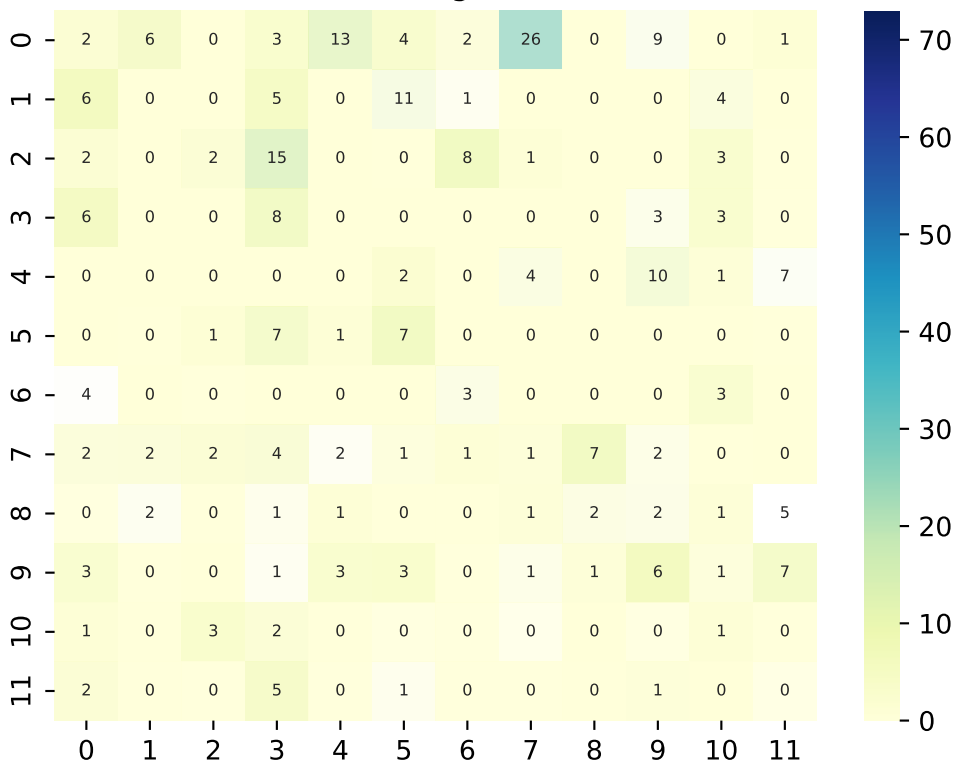 0 2 6 0 3 13 4 2 26 0 9 0 1 70
1 6 0 0 5 0 11 1 0 0 0 4 0 60
2 2 0 2 15 0 0 8 1 0 0 3 0
3 6 0 0 8 0 0 0 0 0 3 3 0 50
4 0 0 0 0 0 2 0 4 0 10 1 7 40
5 0 0 1 7 1 7 0 0 0 0 0 0
6 4 0 0 0 0 0 3 0 0 0 3 0 30
7 2 2 2 4 2 1 1 1 7 2 0 0
8 0 2 0 1 1 0 0 1 2 2 1 5 20
9 3 0 0 1 3 3 0 1 1 6 1 7 10
10 1 0 3 2 0 0 0 0 0 0 1 0
11 2 0 0 5 0 1 0 0 0 1 0 0 0
0 1 2 3 4 5 6 7 8 9 10 11